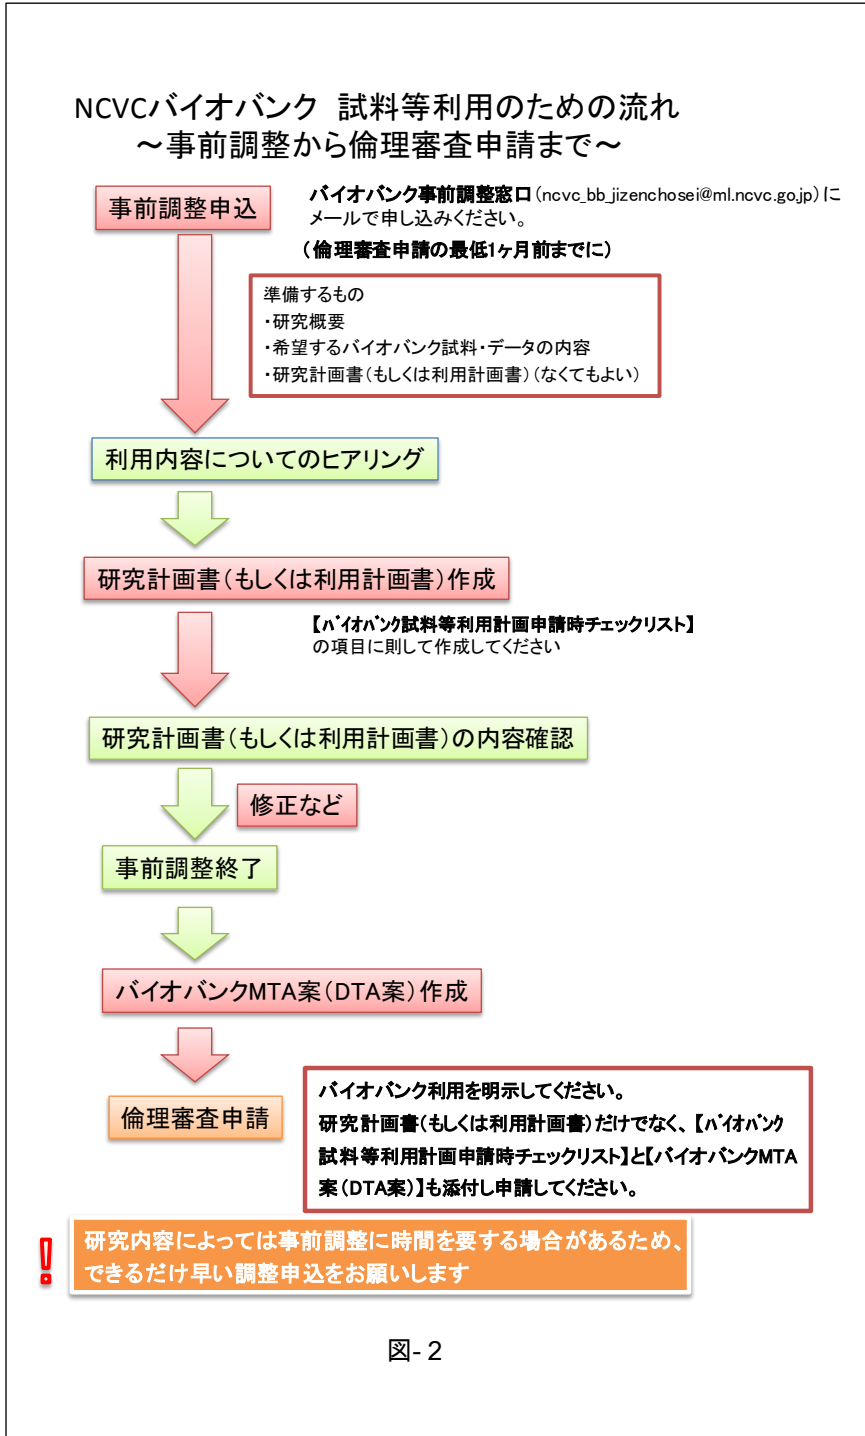 NCVCバイオバンク 試料等利用のための流れ
～事前調整から倫理審査申請まで～
事前調整申込
バイオバンク事前調整窓口(ncvc_bb_jizenchosei@ml.ncvc.go.jp)に
メールで申し込みください。
(倫理審査申請の最低1ヶ月前までに)
準備するもの
・研究概要
・希望するバイオバンク試料・データの内容
・研究計画書(もしくは利用計画書)(なくてもよい)
利用内容についてのヒアリング
研究計画書(もしくは利用計画書)作成
【ﾊﾞｲｵﾊﾞﾝｸ試料等利用計画申請時チェックリスト】
の項目に則して作成してください
研究計画書(もしくは利用計画書)の内容確認
修正など
事前調整終了
バイオバンクMTA案(DTA案)作成
倫理審査申請
バイオバンク利用を明示してください。
研究計画書(もしくは利用計画書)だけでなく、【ﾊﾞｲｵﾊﾞﾝｸ
試料等利用計画申請時チェックリスト】と【バイオバンクMTA
案(DTA案)】も添付し申請してください。
!
研究内容によっては事前調整に時間を要する場合があるため、
できるだけ早い調整申込をお願いします
図-2